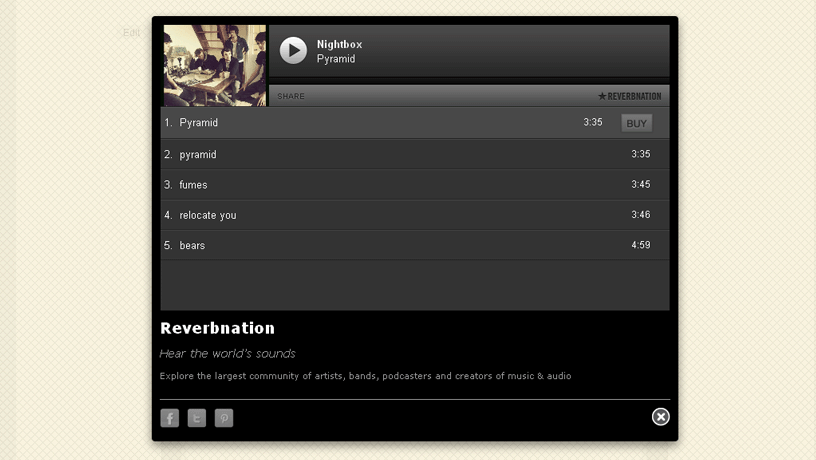 Edit
Nightbox
Pyramid
SHARE
★REVERBNATION
1. Pyramid 3:35 BUY
2. pyramid 3:35
3. fumes 3:45
4. relocate you 3:46
5. bears 4:59
Reverbnation
Hear the world's sounds
Explore the largest community of artists, bands, podcasters and creators of music & audio